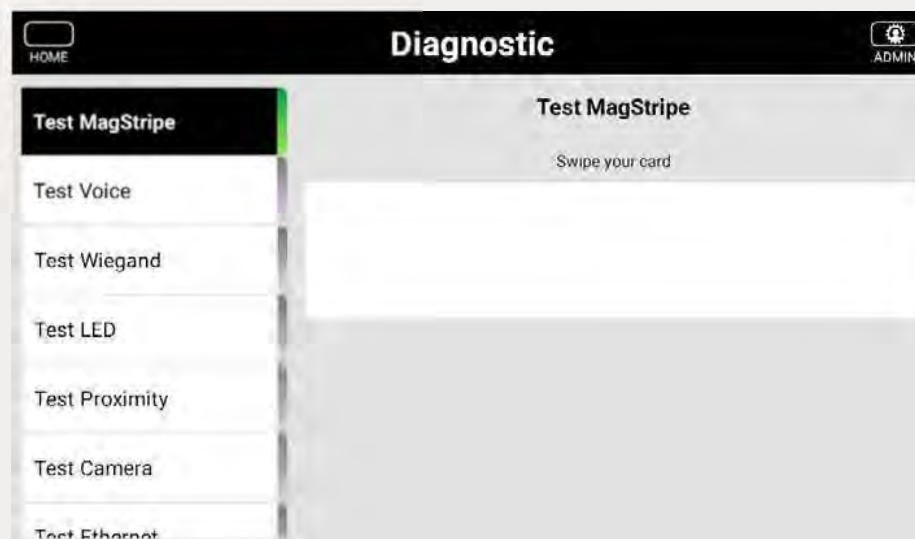 HOME
Diagnostic
ADMIN
Test MagStripe
Test Voice
Test Wiegand
Test LED
Test Proximity
Test Camera
Test Ethernet
Test MagStripe
Swipe your card